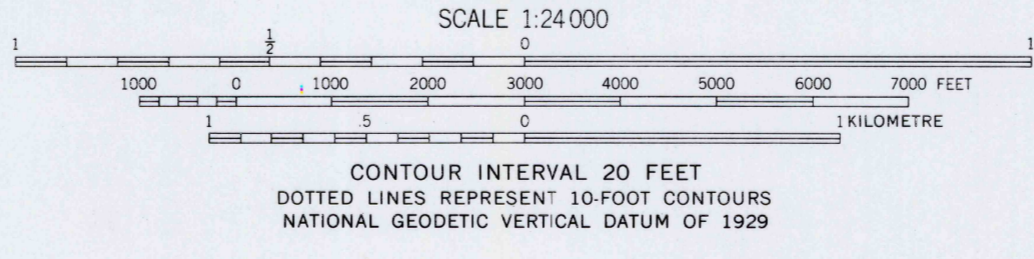 SCALE 1:24 000
1 ½ 0 1
1000 0 1000 2000 3000 4000 5000 6000 7000 FEET
1 .5 0 1 KILOMETRE
CONTOUR INTERVAL 20 FEET
DOTTED LINES REPRESENT 10-FOOT CONTOURS
NATIONAL GEODETIC VERTICAL DATUM OF 1929